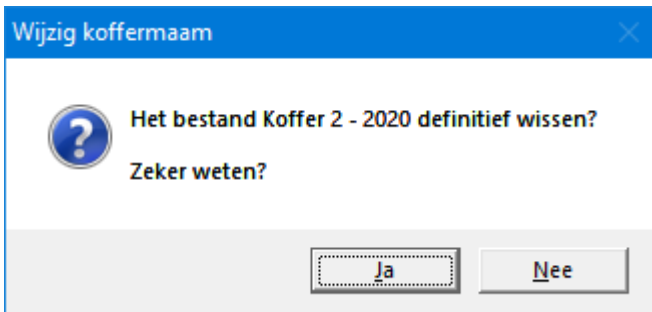 Wijzig koffermaam
Het bestand Koffer 2 - 2020 definitief wissen?
Zeker weten?
Ja
Nee